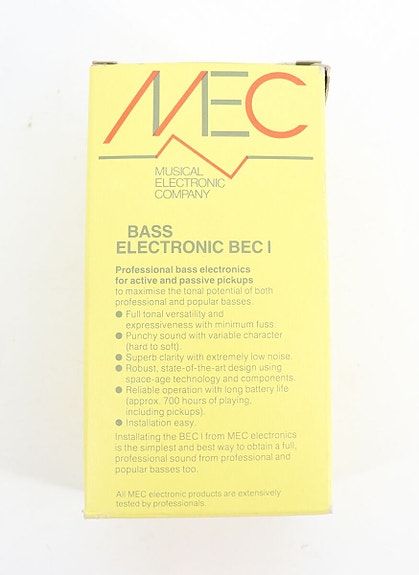 MEC
MUSICAL
ELECTRONIC
COMPANY
BASS
ELECTRONIC BEC I
Professional bass electronics
for active and passive pickups
to maximise the tonal potential of both
professional and popular basses.
● Full tonal versatility and
expressiveness with minimum fuss.
● Punchy sound with variable character
(hard to soft).
● Superb clarity with extremely low noise.
● Robust, state-of-the-art design using
space-age technology and components.
● Reliable operation with long battery life
(approx. 700 hours of playing,
including pickups).
● Installation easy.
Installating the BEC I from MEC electronics
is the simplest and best way to obtain a full,
professional sound from professional and
popular basses too.
All MEC electronic products are extensively
tested by professionals.